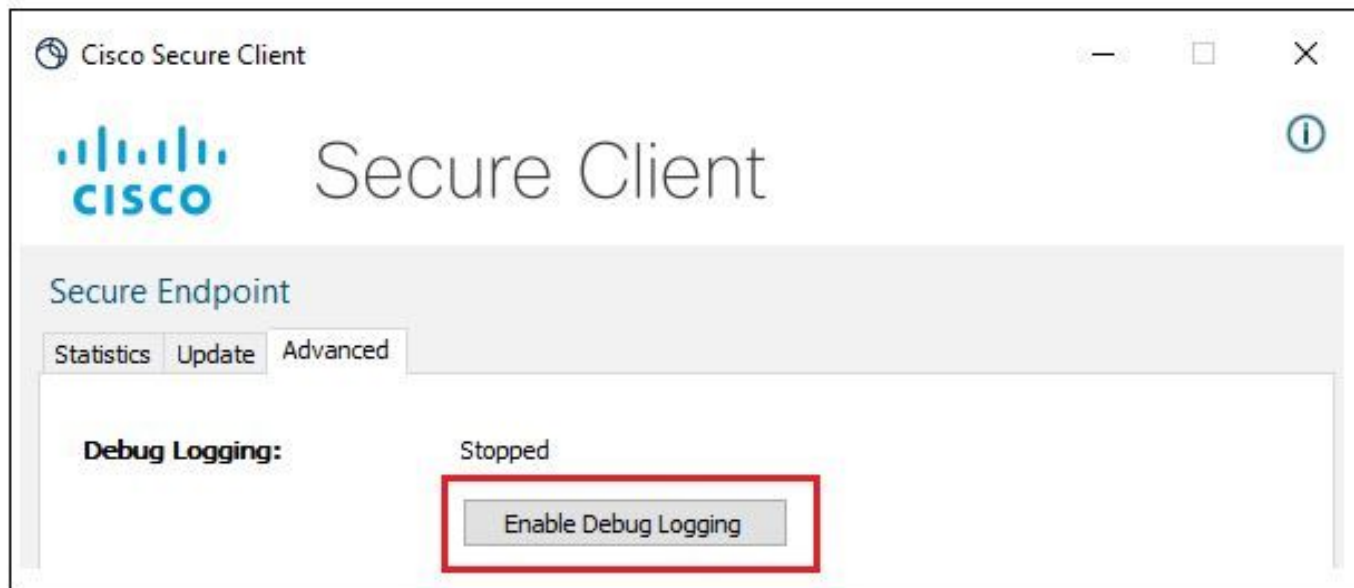 Cisco Secure Client
CISCO
Secure Client
Secure Endpoint
Statistics Update Advanced
Debug Logging: Stopped
Enable Debug Logging